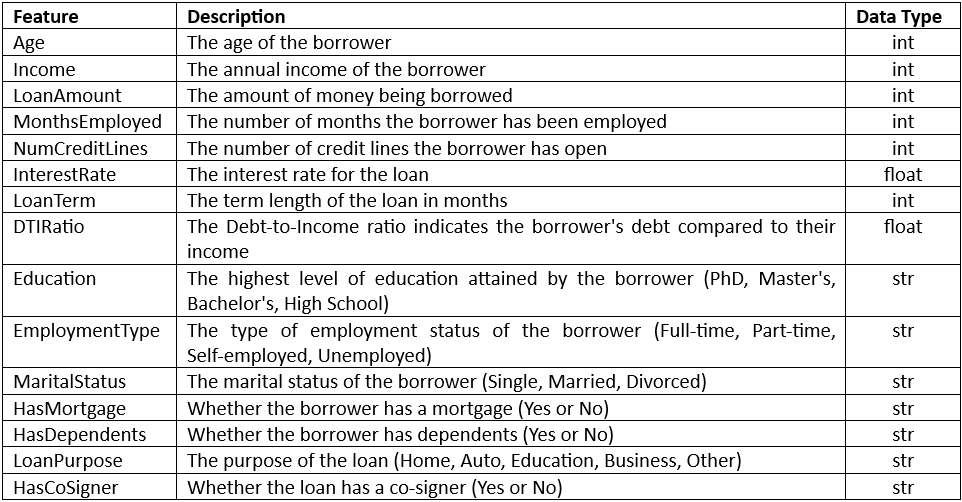 Feature Description Data Type
Age The age of the borrower int
Income The annual income of the borrower int
LoanAmount The amount of money being borrowed int
MonthsEmployed The number of months the borrower has been employed int
NumCreditLines The number of credit lines the borrower has open int
InterestRate The interest rate for the loan float
LoanTerm The term length of the loan in months int
DTIRatio The Debt-to-Income ratio indicates the borrower's debt compared to their float
income
Education The highest level of education attained by the borrower (PhD, Master's, str
Bachelor's, High School)
EmploymentType The type of employment status of the borrower (Full-time, Part-time, str
Self-employed, Unemployed)
MaritalStatus The marital status of the borrower (Single, Married, Divorced) str
HasMortgage Whether the borrower has a mortgage (Yes or No) str
HasDependents Whether the borrower has dependents (Yes or No) str
LoanPurpose The purpose of the loan (Home, Auto, Education, Business, Other) str
HasCoSigner Whether the loan has a co-signer (Yes or No) str